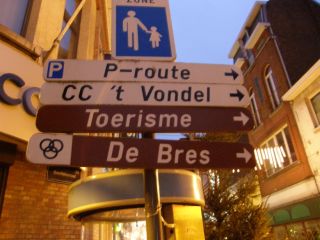 ZONE
P P-route
CC 't Vondel
Toerisme
De Bres